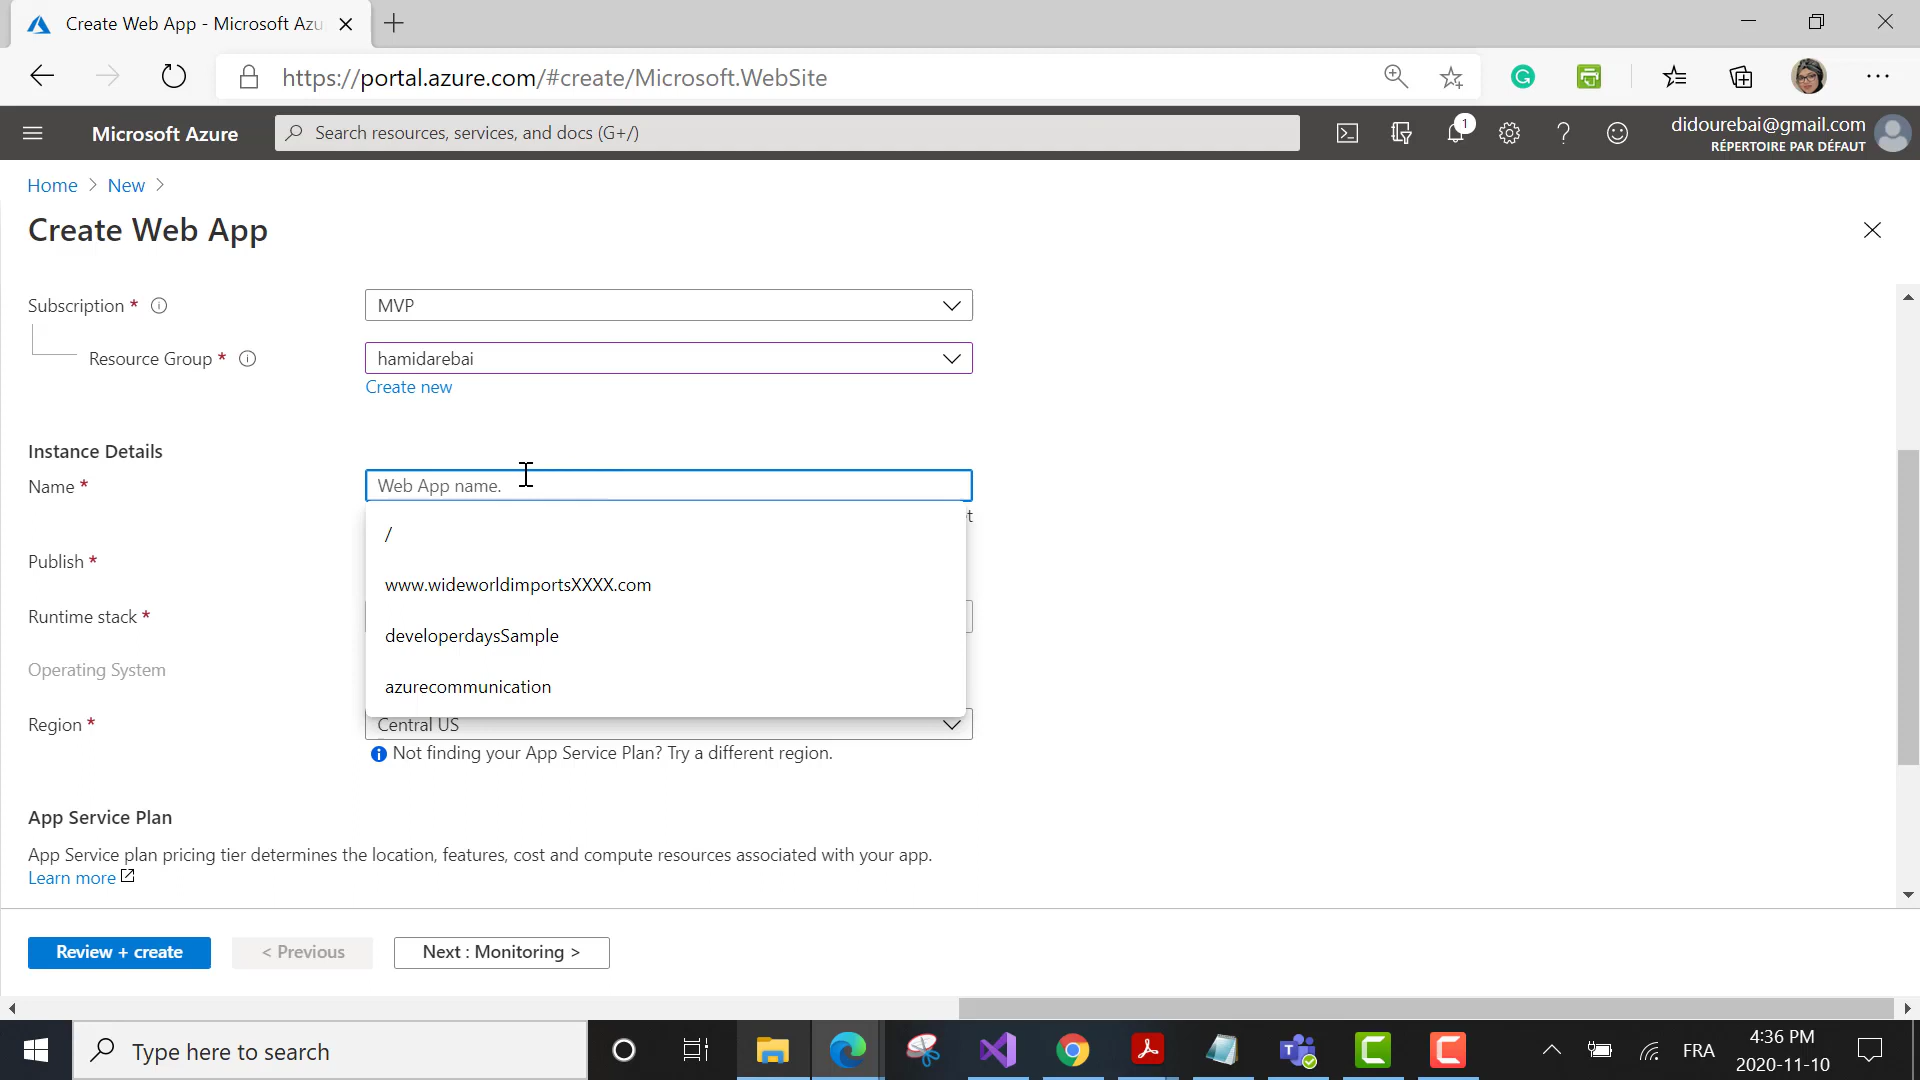 Create Web App - Microsoft Azu
https://portal.azure.com/#create/Microsoft.WebSite
Microsoft Azure
Search resources, services, and docs (G+/)
1
didourebai@gmail.com
RÉPERTOIRE PAR DÉFAUT
Home > New >
Create Web App
Subscription *
MVP
Resource Group *
hamidarebai
Create new
Instance Details
Name *
Web App name.
t
/
Publish *
www.wideworldimportsXXXX.com
Runtime stack *
developerdaysSample
Operating System
azurecommunication
Region *
Central US
Not finding your App Service Plan? Try a different region.
App Service Plan
App Service plan pricing tier determines the location, features, cost and compute resources associated with your app.
Learn more
Review + create
< Previous
Next : Monitoring >
Type here to search
FRA
4:36 PM
2020-11-10